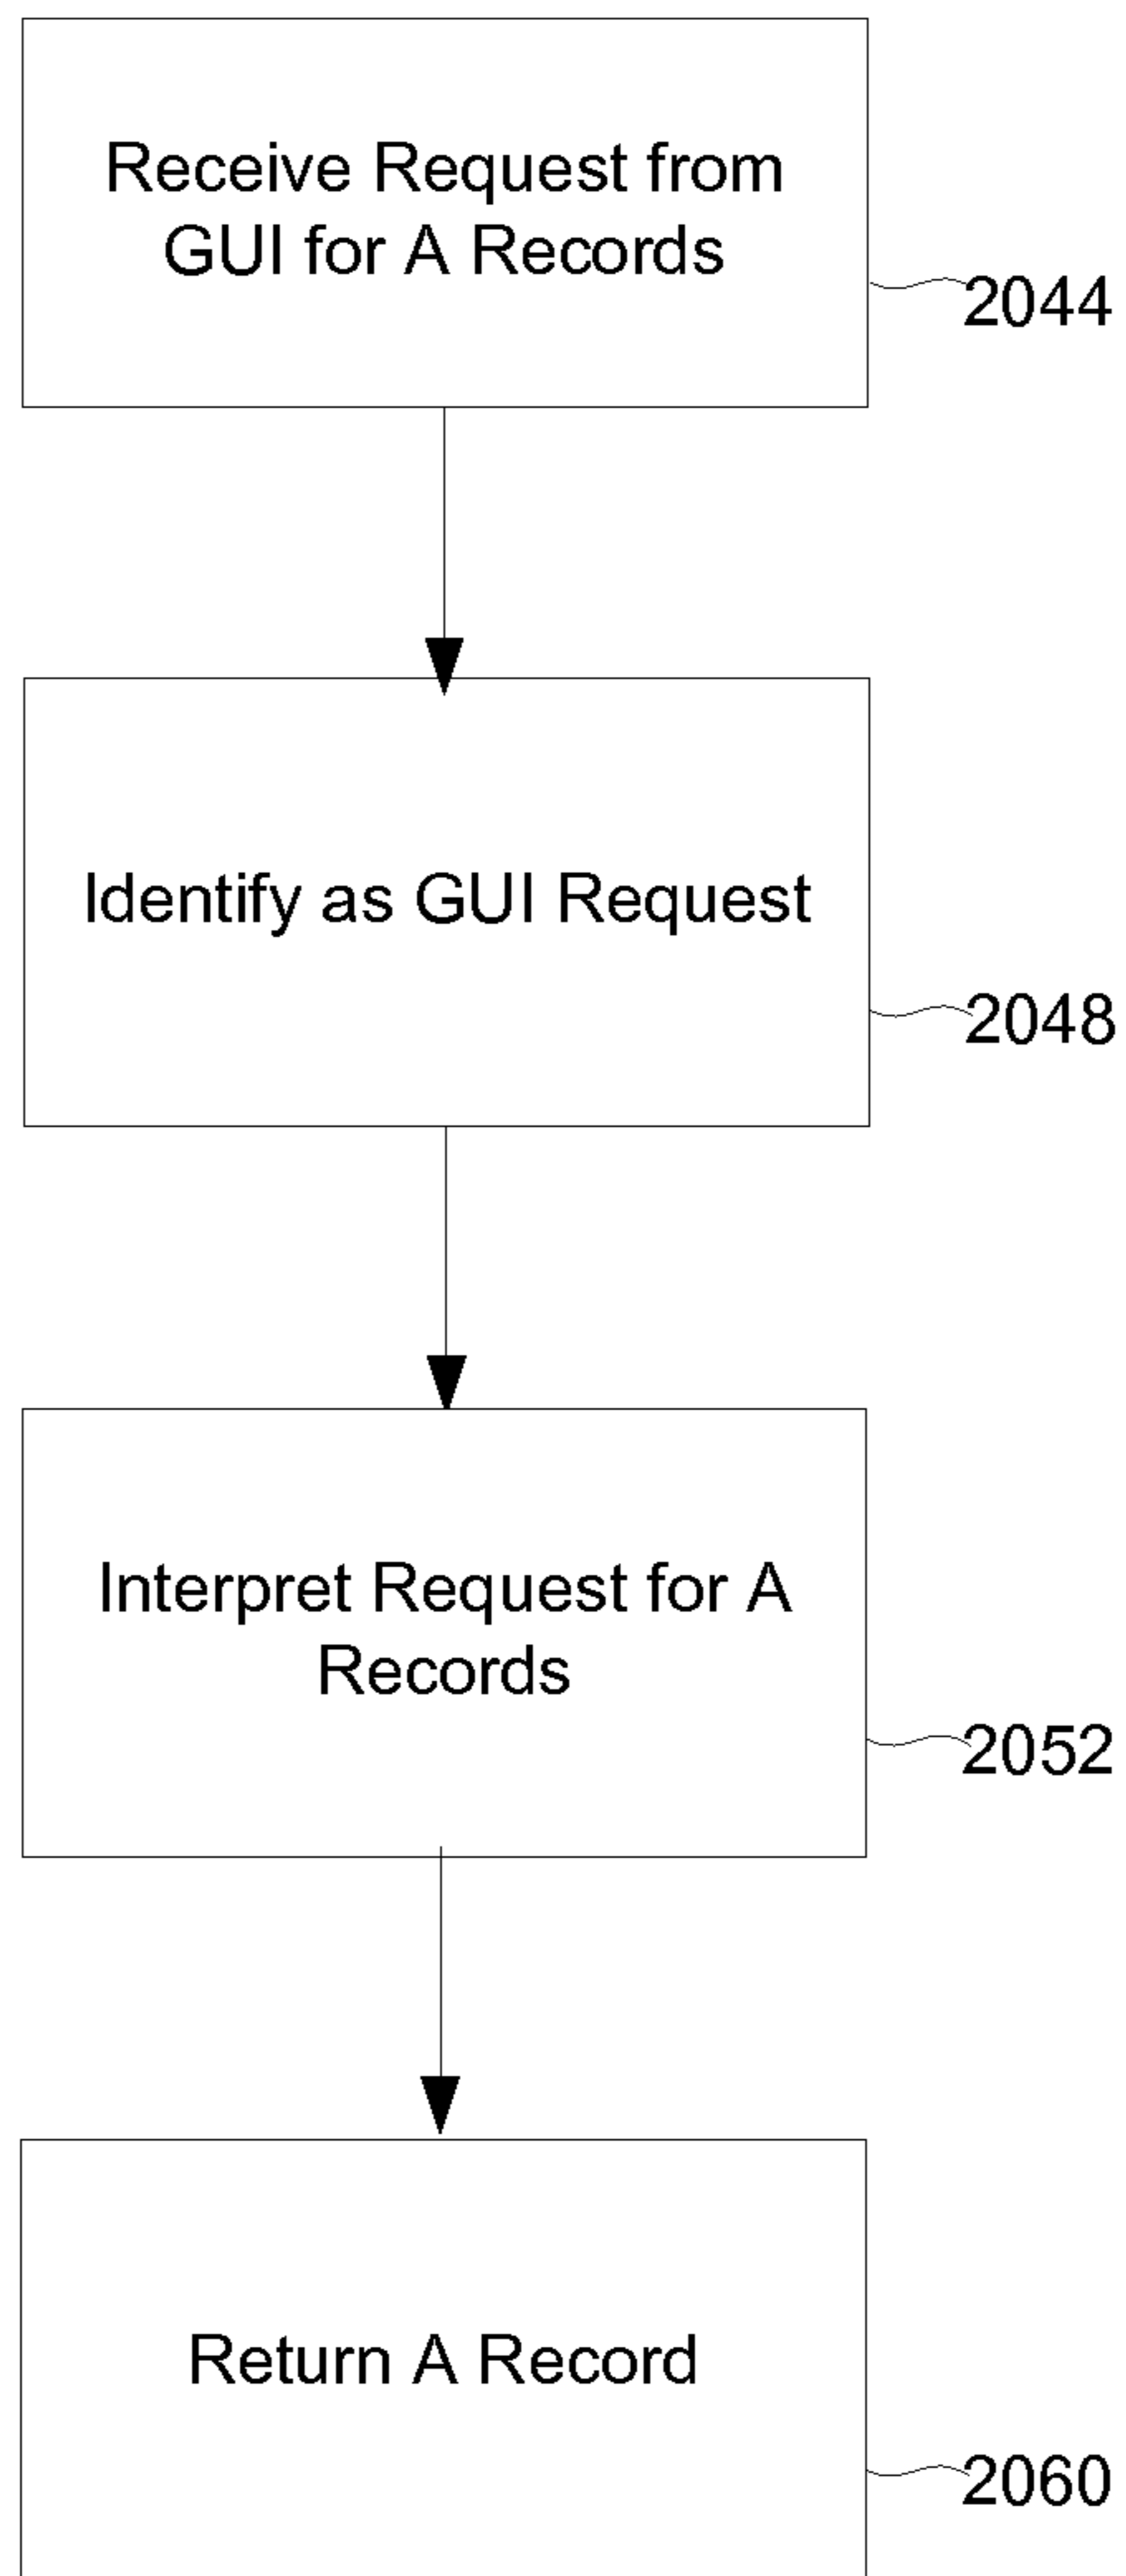 Receive Request from
GUI for A Records
2044
Identify as GUI Request
2048
Interpret Request for A
Records
2052
Return A Record
2060